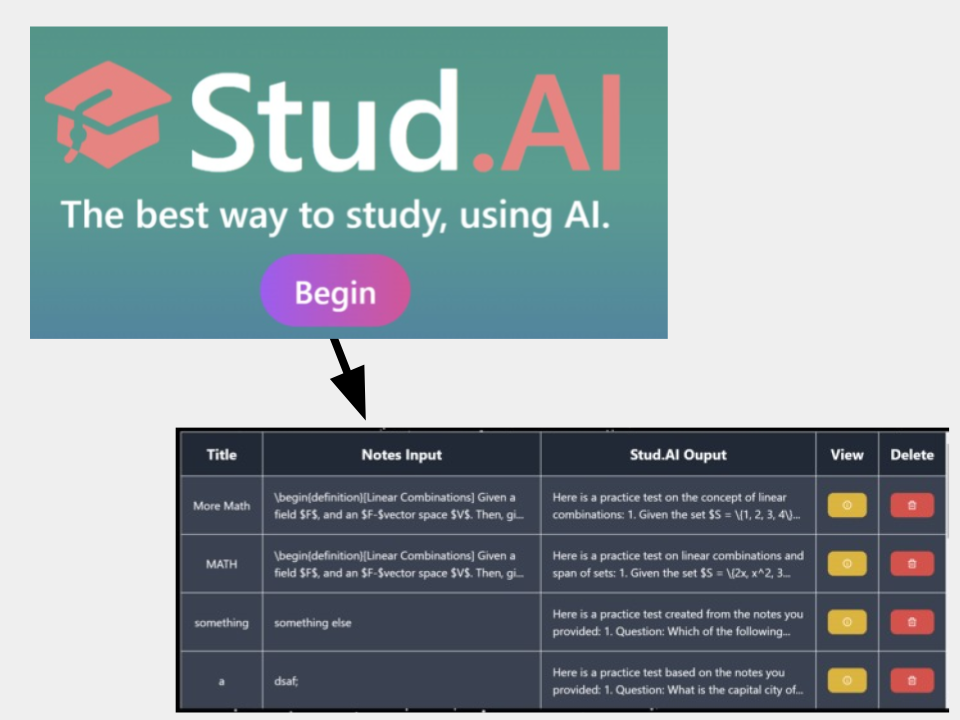 Stud.AI
The best way to study, using AI.
Begin
Title Notes Input Stud.AI Ouput View Delete
More Math
\begin{definition}[Linear Combinations] Given a
field $F$, and an $F-$vector space $V$. Then, gi...
Here is a practice test on the concept of linear
combinations: 1. Given the set $S = \{1, 2, 3, 4\}...
MATH
\begin{definition}[Linear Combinations] Given a
field $F$, and an $F-$vector space $V$. Then, gi...
Here is a practice test on linear combinations and
span of sets: 1. Given the set $S = \{2x, x^2, 3...
something
something else
Here is a practice test created from the notes you
provided: 1. Question: Which of the following...
a
dsaf;
Here is a practice test based on the notes you
provided: 1. Question: What is the capital city of...